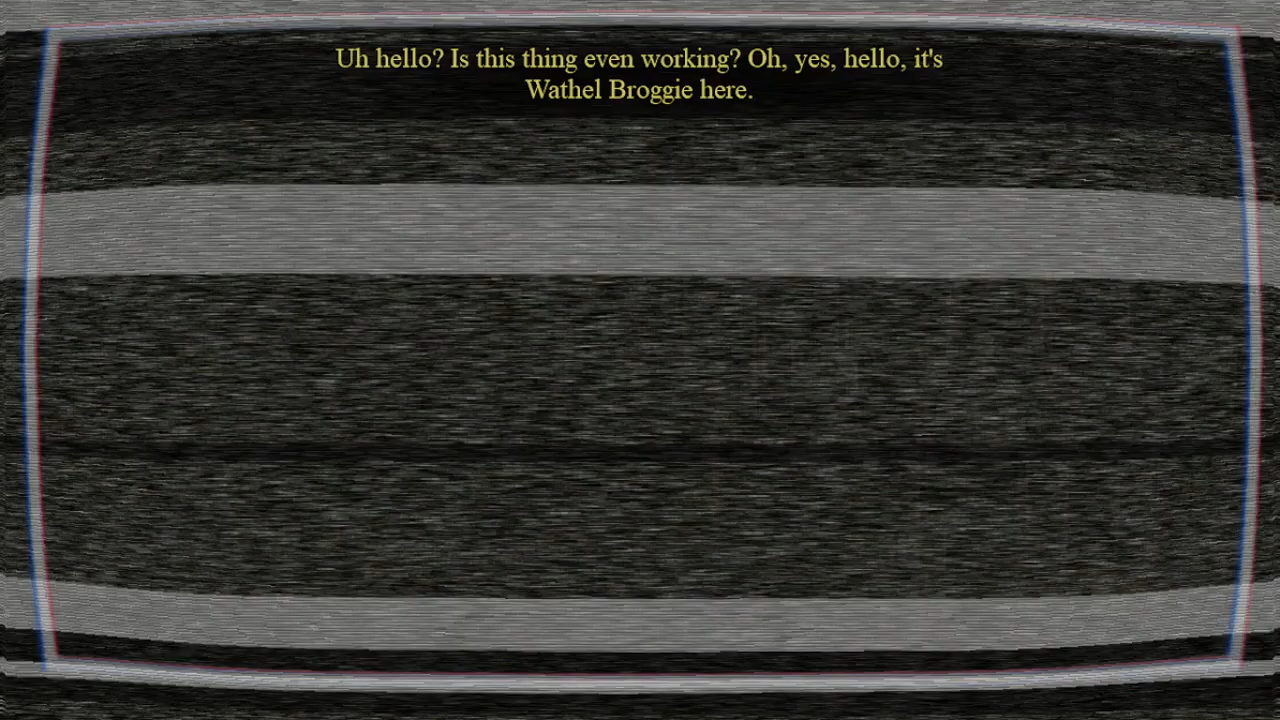 Uh hello? Is this thing even working? Oh, yes, hello, it's
Wathel Broggie here.